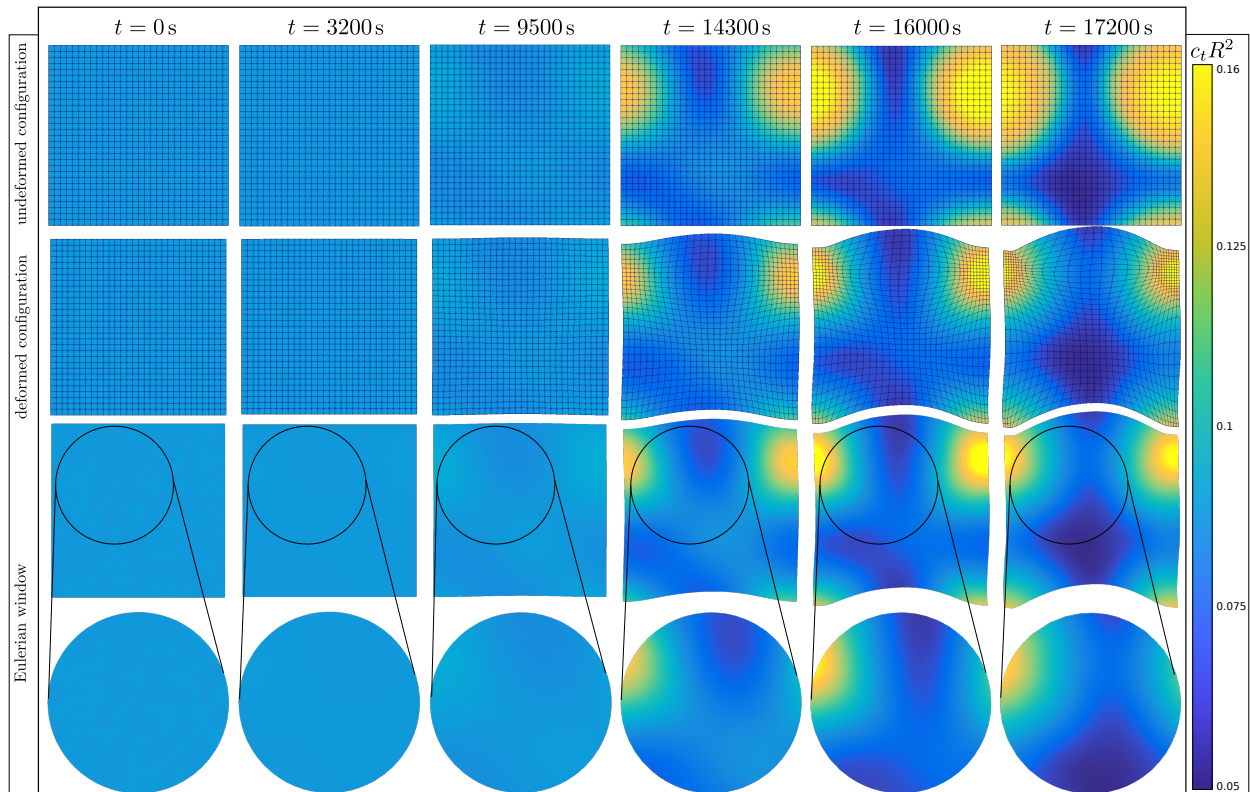 t = 0 s
t = 3200 s
t = 9500 s
t = 14300 s
t = 16000 s
t = 17200 s
c_t R^2
undeformed configuration
deformed configuration
Eulerian window
0.16
0.125
0.1
0.075
0.05